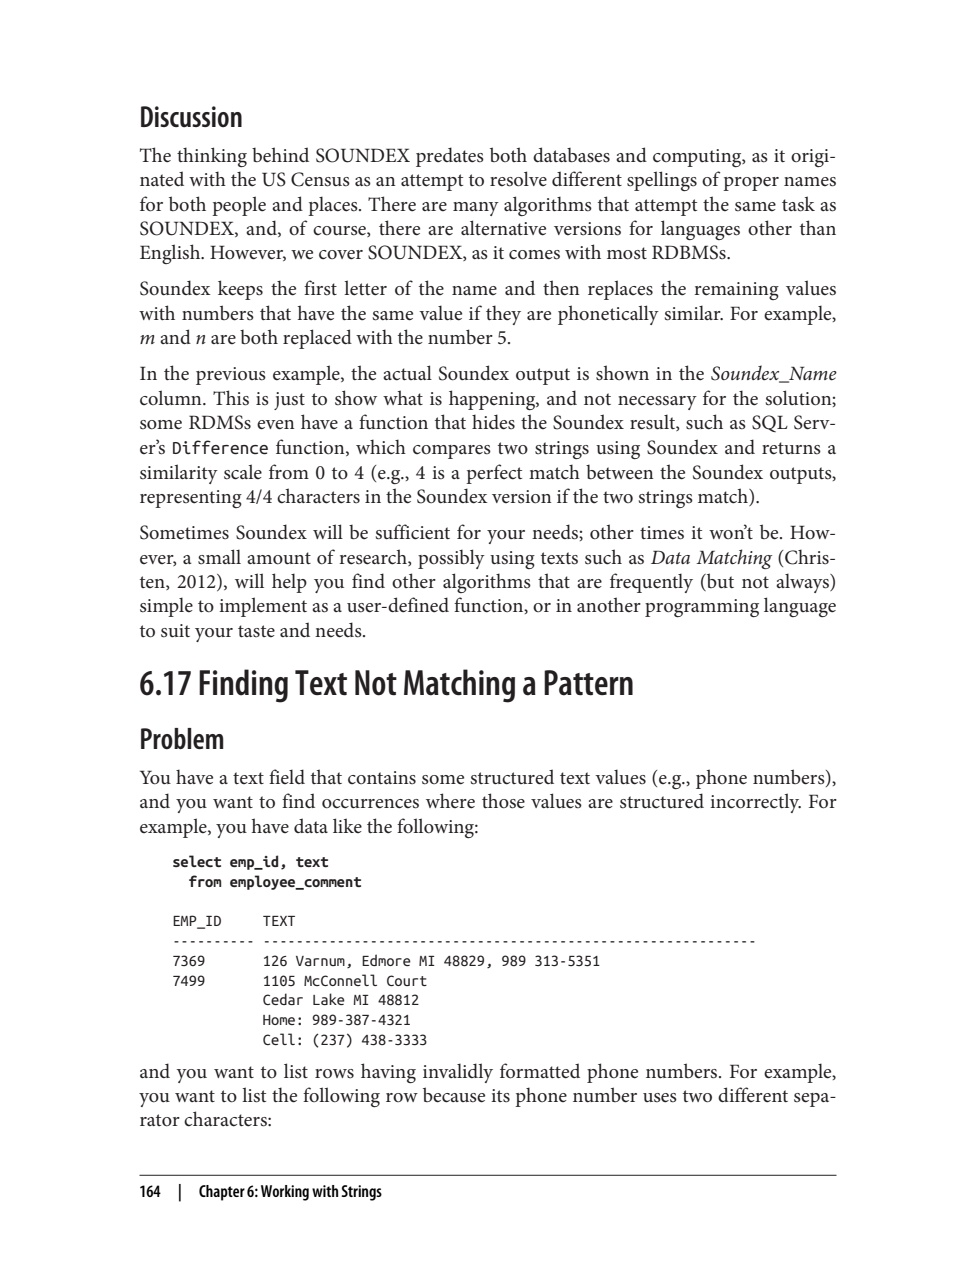 Discussion
The thinking behind SOUNDEX predates both databases and computing, as it origi-
nated with the US Census as an attempt to resolve different spellings of proper names
for both people and places. There are many algorithms that attempt the same task as
SOUNDEX, and, of course, there are alternative versions for languages other than
English. However, we cover SOUNDEX, as it comes with most RDBMSs.
Soundex keeps the first letter of the name and then replaces the remaining values
with numbers that have the same value if they are phonetically similar. For example,
m and n are both replaced with the number 5.
In the previous example, the actual Soundex output is shown in the Soundex_Name
column. This is just to show what is happening, and not necessary for the solution;
some RDMSs even have a function that hides the Soundex result, such as SQL Serv-
er’s Difference function, which compares two strings using Soundex and returns a
similarity scale from 0 to 4 (e.g., 4 is a perfect match between the Soundex outputs,
representing 4/4 characters in the Soundex version if the two strings match).
Sometimes Soundex will be sufficient for your needs; other times it won’t be. How-
ever, a small amount of research, possibly using texts such as Data Matching (Chris-
ten, 2012), will help you find other algorithms that are frequently (but not always)
simple to implement as a user-defined function, or in another programming language
to suit your taste and needs.
6.17 Finding Text Not Matching a Pattern
Problem
You have a text field that contains some structured text values (e.g., phone numbers),
and you want to find occurrences where those values are structured incorrectly. For
example, you have data like the following:
select emp_id, text
  from employee_comment
EMP_ID     TEXT
---------- ------------------------------------------------------------
7369       126 Varnum, Edmore MI 48829, 989 313-5351
7499       1105 McConnell Court
           Cedar Lake MI 48812
           Home: 989-387-4321
           Cell: (237) 438-3333
and you want to list rows having invalidly formatted phone numbers. For example,
you want to list the following row because its phone number uses two different sepa-
rator characters:
164 | Chapter 6: Working with Strings